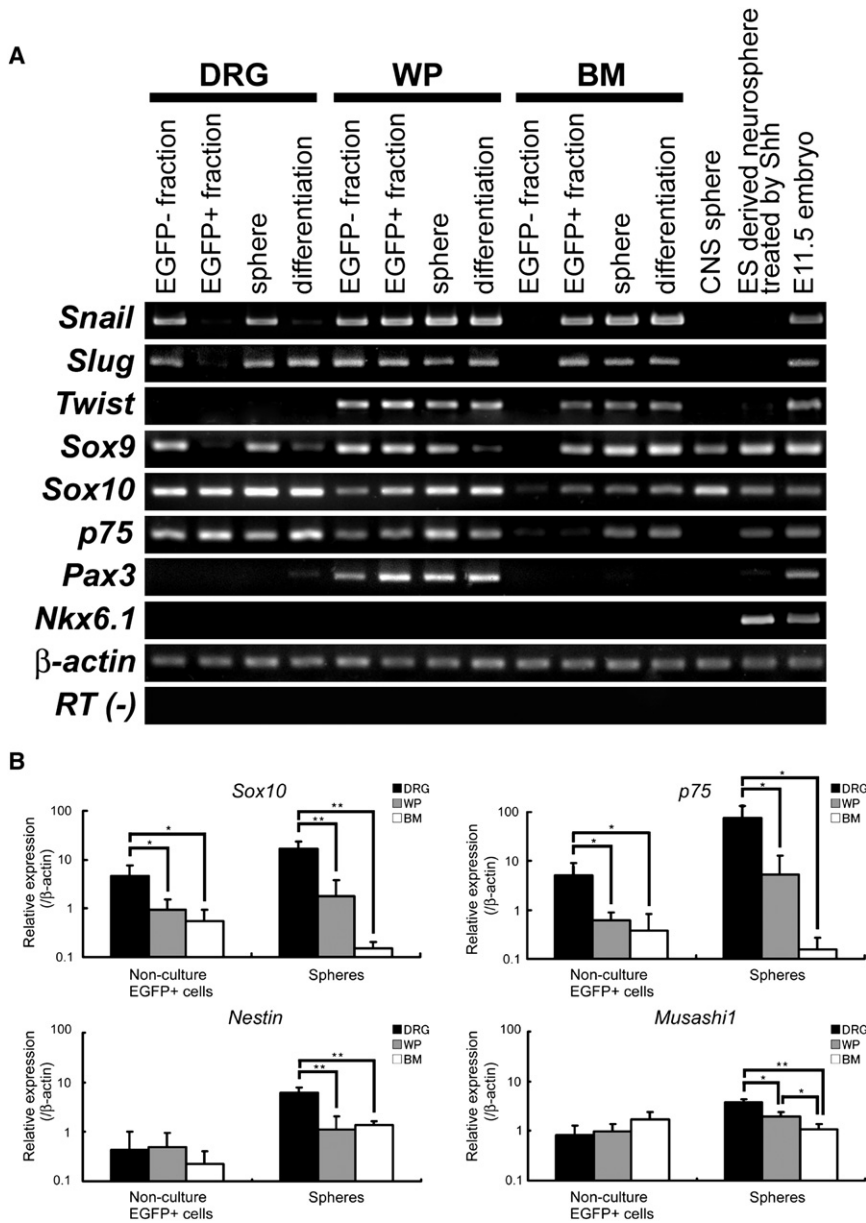 A
DRG WP BM
EGFP- fraction
EGFP+ fraction
sphere
differentiation
EGFP- fraction
EGFP+ fraction
sphere
differentiation
EGFP- fraction
EGFP+ fraction
sphere
differentiation
CNS sphere
ES derived neurosphere
treated by Shh
E11.5 embryo
Snail
Slug
Twist
Sox9
Sox10
p75
Pax3
Nkx6.1
β-actin
RT (-)
B
Sox10
DRG
WP
BM
Relative expression
(/β-actin)
100
10
1
0.1
* *
** **
Non-culture
EGFP+ cells
Spheres
p75
DRG
WP
BM
Relative expression
(/β-actin)
100
10
1
0.1
* *
* *
Non-culture
EGFP+ cells
Spheres
Nestin
DRG
WP
BM
Relative expression
(/β-actin)
100
10
1
0.1
** **
Non-culture
EGFP+ cells
Spheres
Musashi1
DRG
WP
BM
Relative expression
(/β-actin)
100
10
1
0.1
**
* *
Non-culture
EGFP+ cells
Spheres